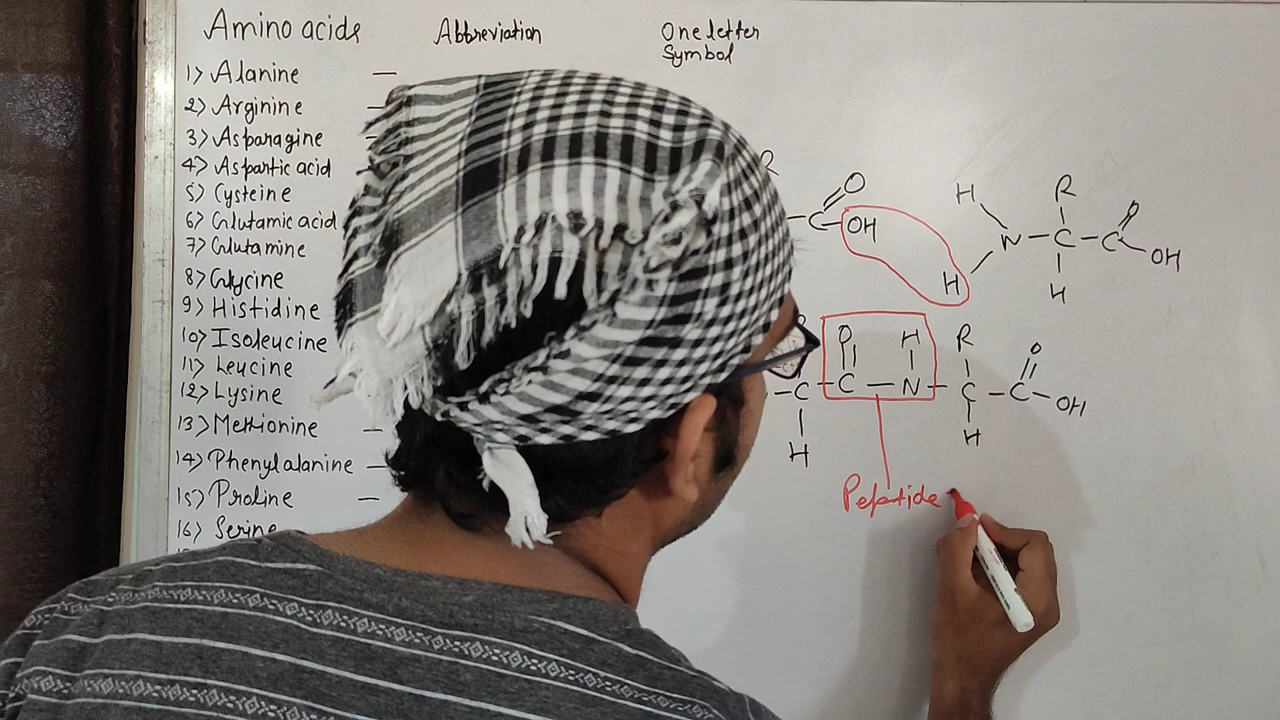 Amino acids Abbreviation One letter Symbol
1> Alanine —
2> Arginine —
3> Asparagine
4> Aspartic acid
5> Cysteine
6> Glutamic acid
7> Glutamine
8> Glycine
9> Histidine
10> Isoleucine
11> Leucine
12> Lysine
13> Methionine —
14> Phenylalanine —
15> Proline —
16> Serine
R
O
C OH
H R O
N — C — C OH
H H
O H R O
C — C — N — C — C OH
H H
Peptide